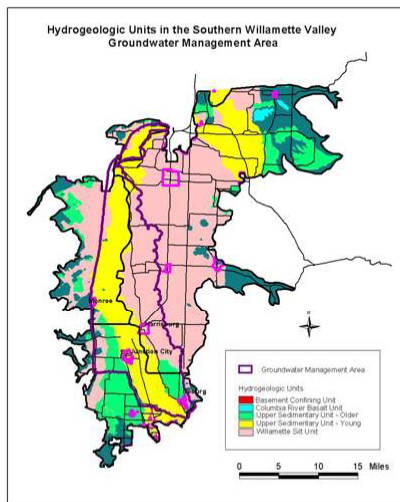 Hydrogeologic Units in the Southern Willamette Valley
Groundwater Management Area
Monroe
Harrisburg
Junction City
Groundwater Management Area
Hydrogeologic Units
Basement Confining Unit
Columbia River Basalt Unit
Upper Sedimentary Unit - Older
Upper Sedimentary Unit - Young
Willamette Silt Unit
0 5 10 15 Miles